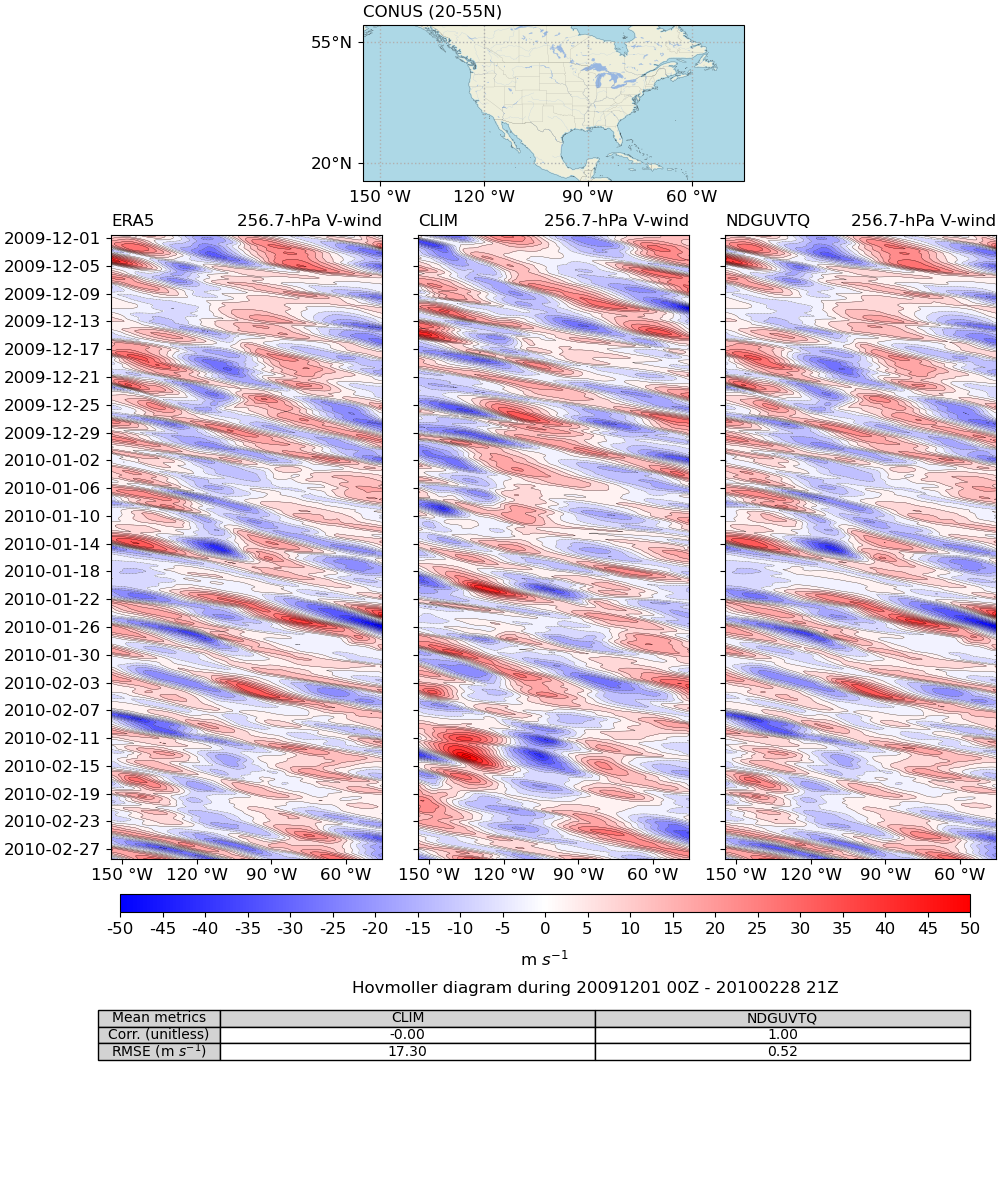 CONUS (20-55N)
55°N
20°N
150 °W 120 °W 90 °W 60 °W
ERA5 256.7-hPa V-wind CLIM 256.7-hPa V-wind NDGUVTQ 256.7-hPa V-wind
2009-12-01
2009-12-05
2009-12-09
2009-12-13
2009-12-17
2009-12-21
2009-12-25
2009-12-29
2010-01-02
2010-01-06
2010-01-10
2010-01-14
2010-01-18
2010-01-22
2010-01-26
2010-01-30
2010-02-03
2010-02-07
2010-02-11
2010-02-15
2010-02-19
2010-02-23
2010-02-27
150 °W 120 °W 90 °W 60 °W 150 °W 120 °W 90 °W 60 °W 150 °W 120 °W 90 °W 60 °W
-50 -45 -40 -35 -30 -25 -20 -15 -10 -5 0 5 10 15 20 25 30 35 40 45 50
m s⁻¹
Hovmoller diagram during 20091201 00Z - 20100228 21Z
Mean metrics CLIM NDGUVTQ
Corr. (unitless) -0.00 1.00
RMSE (m s⁻¹) 17.30 0.52